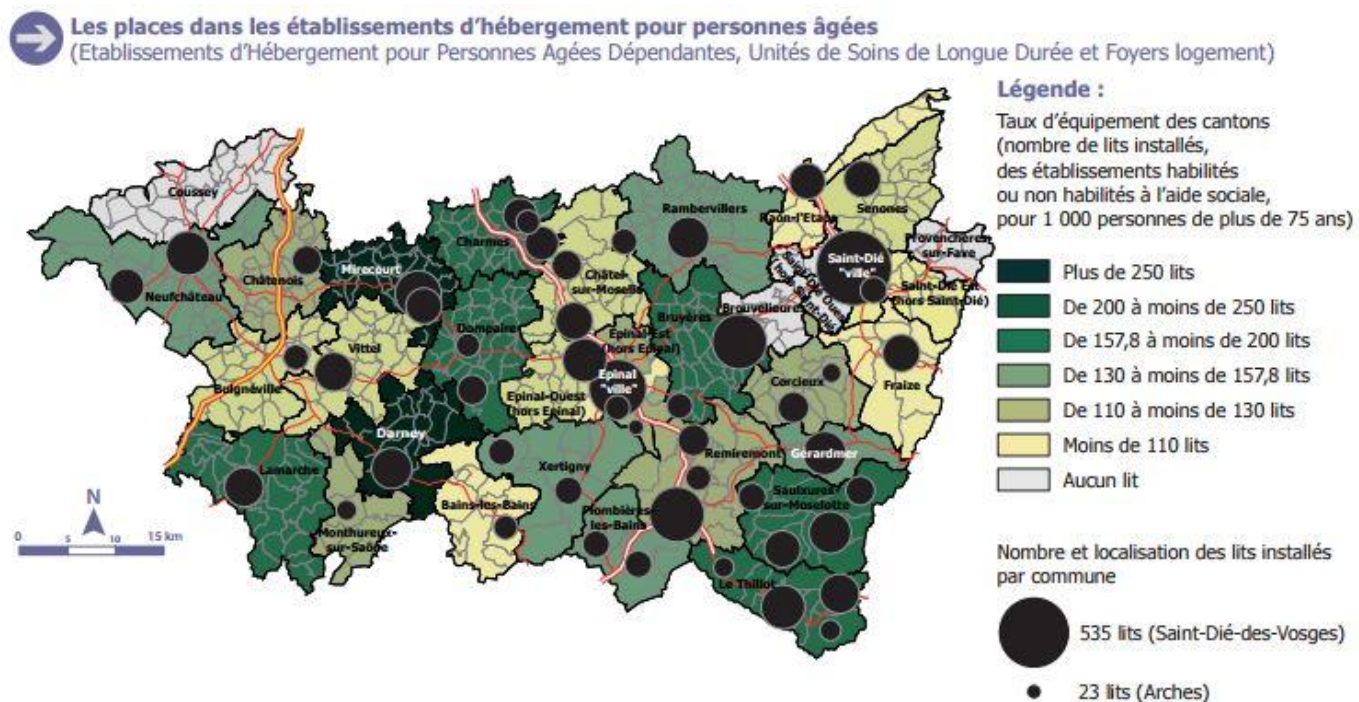 Les places dans les établissements d'hébergement pour personnes âgées
(Etablissements d'Hébergement pour Personnes Agées Dépendantes, Unités de Soins de Longue Durée et Foyers logement)
Légende :
Taux d'équipement des cantons
(nombre de lits installés,
des établissements habilités
ou non habilités à l'aide sociale,
pour 1 000 personnes de plus de 75 ans)
Plus de 250 lits
De 200 à moins de 250 lits
De 157,8 à moins de 200 lits
De 130 à moins de 157,8 lits
De 110 à moins de 130 lits
Moins de 110 lits
Aucun lit
Nombre et localisation des lits installés
par commune
535 lits (Saint-Dié-des-Vosges)
23 lits (Arches)
Coussey
Neufchâteau
Châtenois
Mirecourt
Charmes
Châtel-
sur-Moselle
Rambervillers
Raon-l'Etape
Senones
Saint-Dié
"ville"
Saint-Dié Ouest
(hors Saint-Dié)
Provenchères-
sur-Fave
Saint-Dié Est
(hors Saint-Dié)
Brouvelieures
Bruyères
Dompaire
Vittel
Bulgnéville
Epinal-Est
(hors Epinal)
Epinal
"ville"
Epinal-Ouest
(hors Epinal)
Corcieux
Fraize
Darney
Lamarche
Monthureux-
sur-Saône
Bains-les-Bains
Xertigny
Plombières-
les-Bains
Remiremont
Gérardmer
Saulxures-
sur-Moselotte
Le Thillot
N
0 5 10 15 km